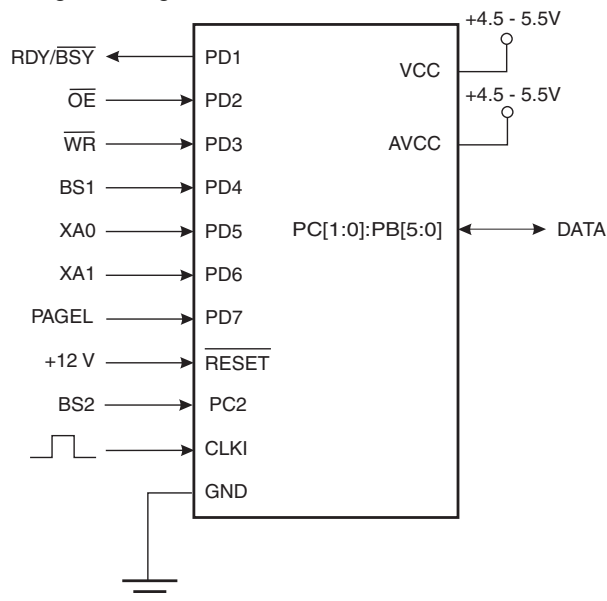 +4.5 - 5.5V
RDY/BSY PD1 VCC
+4.5 - 5.5V
OE PD2
WR PD3 AVCC
BS1 PD4
XA0 PD5 PC[1:0]:PB[5:0] DATA
XA1 PD6
PAGEL PD7
+12 V RESET
BS2 PC2
CLKI
GND